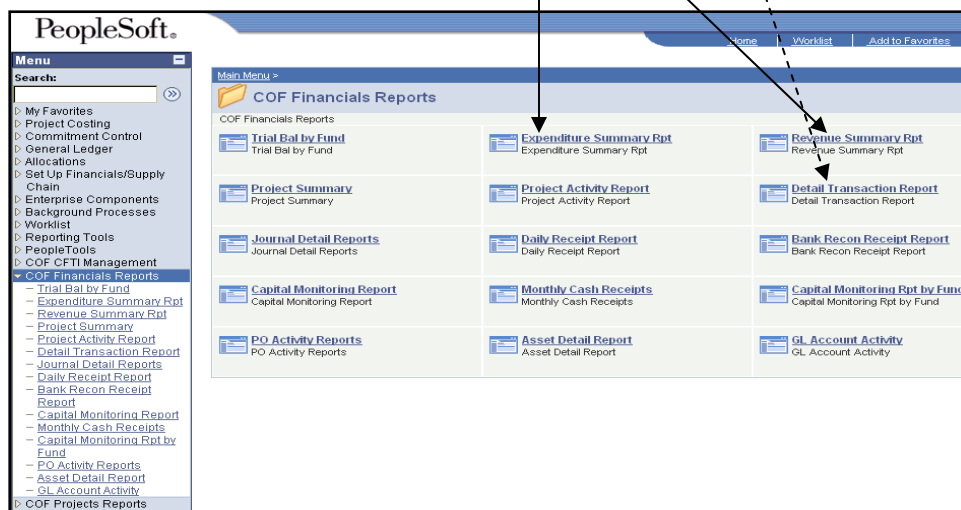 PeopleSoft®
Home Worklist Add to Favorites
Menu
Search:
My Favorites
Project Costing
Commitment Control
General Ledger
Allocations
Set Up Financials/Supply
Chain
Enterprise Components
Background Processes
Worklist
Reporting Tools
PeopleTools
COF CFTI Management
COF Financials Reports
– Trial Bal by Fund
– Expenditure Summary Rpt
– Revenue Summary Rpt
– Project Summary
– Project Activity Report
– Detail Transaction Report
– Journal Detail Reports
– Daily Receipt Report
– Bank Recon Receipt
Report
– Capital Monitoring Report
– Monthly Cash Receipts
– Capital Monitoring Rpt by
Fund
– PO Activity Reports
– Asset Detail Report
– GL Account Activity
COF Projects Reports
Main Menu >
COF Financials Reports
COF Financials Reports
Trial Bal by Fund
Trial Bal by Fund
Expenditure Summary Rpt
Expenditure Summary Rpt
Revenue Summary Rpt
Revenue Summary Rpt
Project Summary
Project Summary
Project Activity Report
Project Activity Report
Detail Transaction Report
Detail Transaction Report
Journal Detail Reports
Journal Detail Reports
Daily Receipt Report
Daily Receipt Report
Bank Recon Receipt Report
Bank Recon Receipt Report
Capital Monitoring Report
Capital Monitoring Report
Monthly Cash Receipts
Monthly Cash Receipts
Capital Monitoring Rpt by Fund
Capital Monitoring Rpt by Fund
PO Activity Reports
PO Activity Reports
Asset Detail Report
Asset Detail Report
GL Account Activity
GL Account Activity